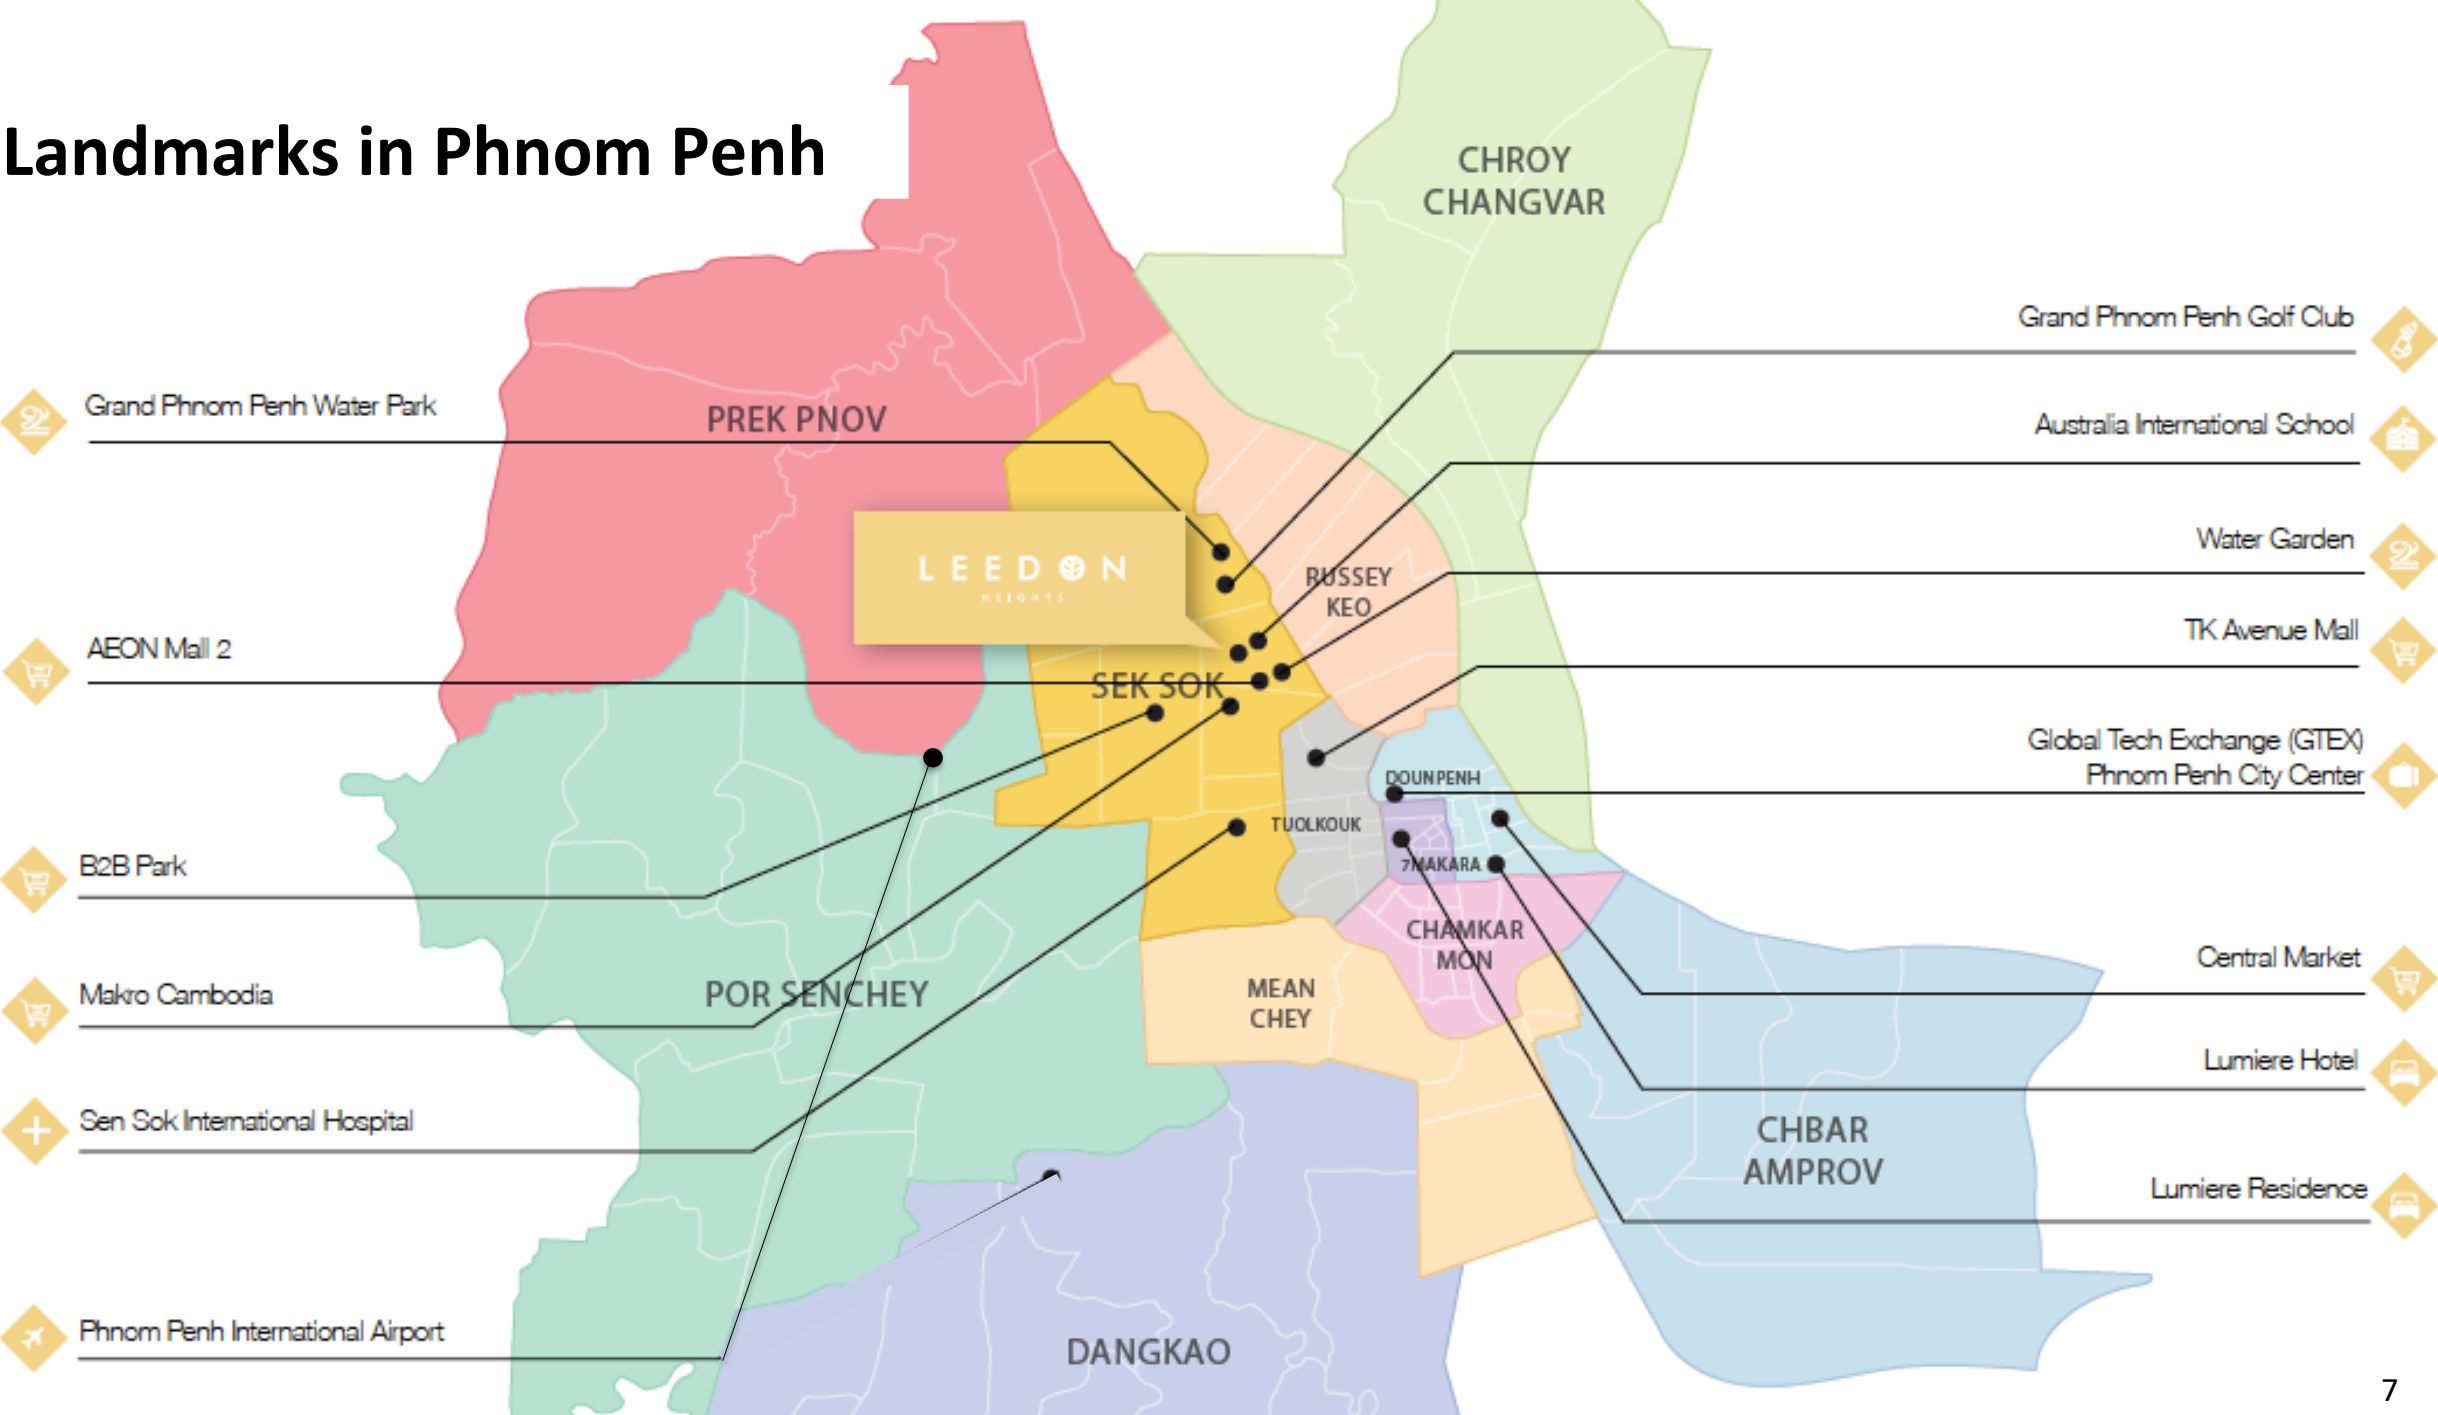 Landmarks in Phnom Penh
CHROY
CHANGVAR
Grand Phnom Penh Golf Club
Grand Phnom Penh Water Park
PREK PNOV
Australia International School
Water Garden
LEEDON
HEIGHTS
RUSSEY
KEO
AEON Mall 2
TK Avenue Mall
SEK SOK
Global Tech Exchange (GTEX)
Phnom Penh City Center
DOUNPENH
TUOLKOUK
7MAKARA
B2B Park
CHAMKAR
MON
Central Market
Makro Cambodia
POR SENCHEY
MEAN
CHEY
Lumiere Hotel
Sen Sok International Hospital
CHBAR
AMPROV
Lumiere Residence
Phnom Penh International Airport
DANGKAO
7